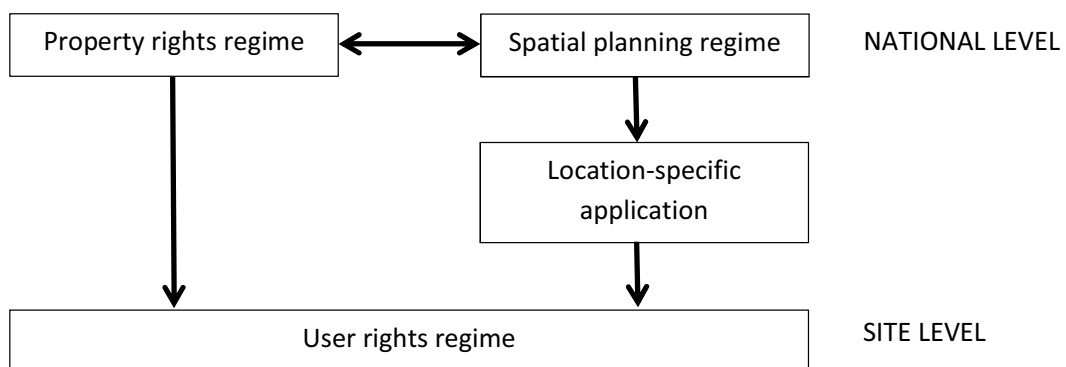 Property rights regime
Spatial planning regime
NATIONAL LEVEL
Location-specific
application
User rights regime
SITE LEVEL